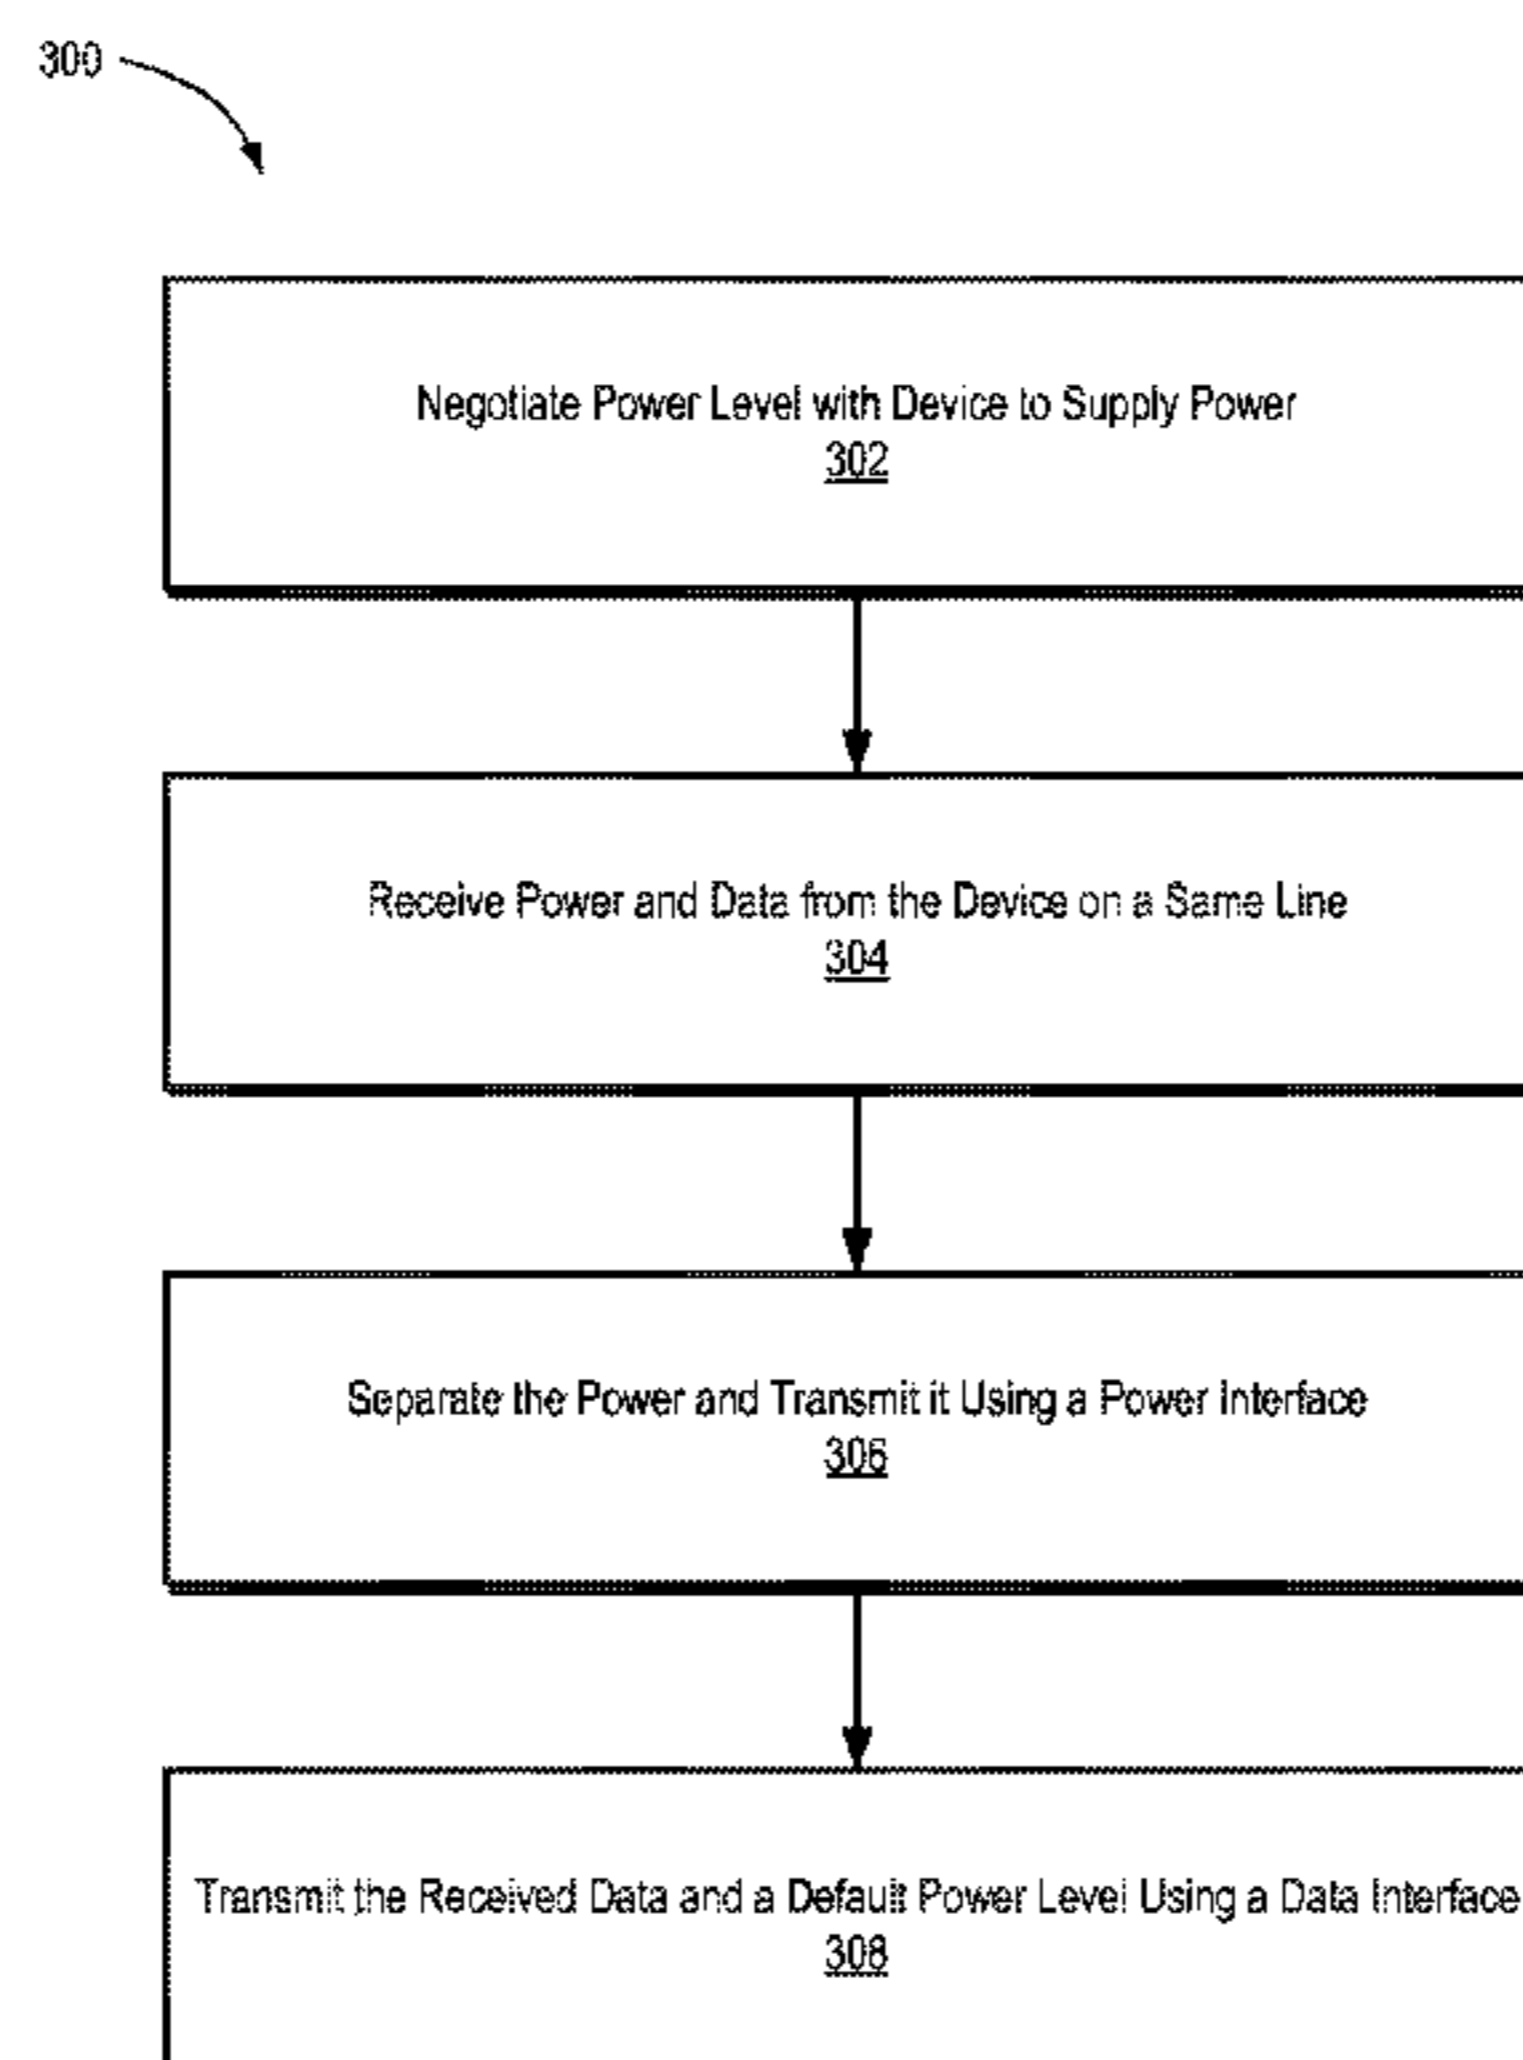 300
Negotiate Power Level with Device to Supply Power
302
Receive Power and Data from the Device on a Same Line
304
Separate the Power and Transmit it Using a Power Interface
306
Transmit the Received Data and a Default Power Level Using a Data Interface
308